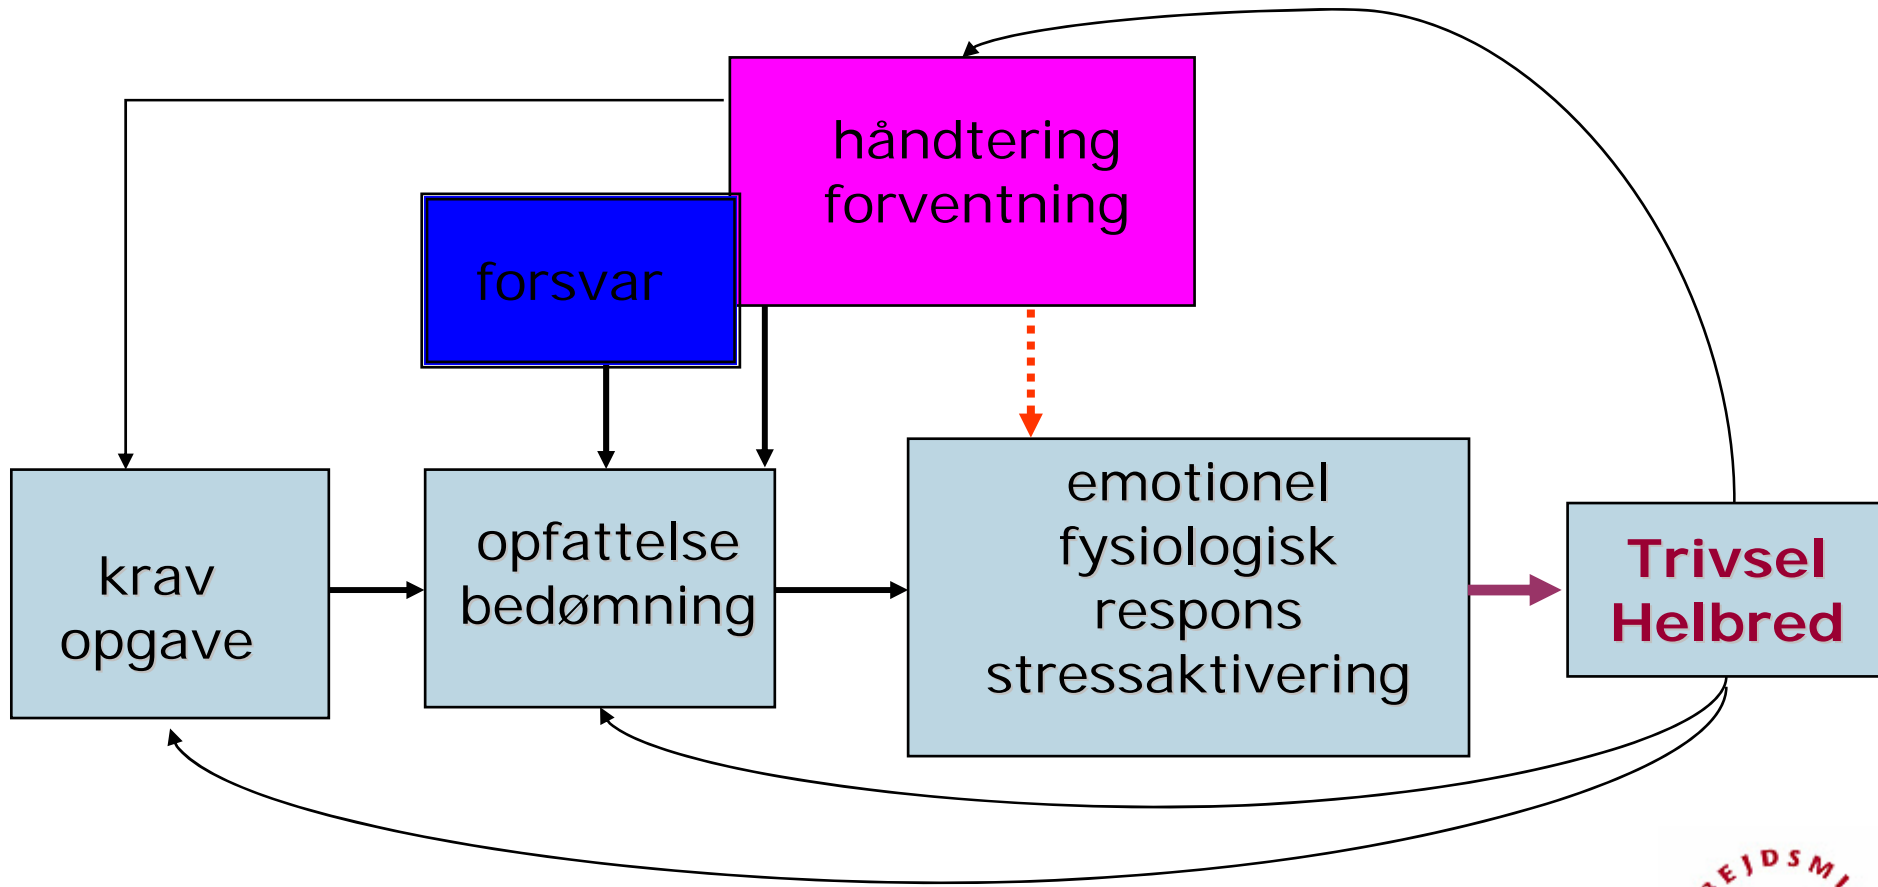 håndtering
forventning
forsvar
krav
opgave
opfattelse
bedømning
emotionel
fysiologisk
respons
stressaktivering
Trivsel
Helbred